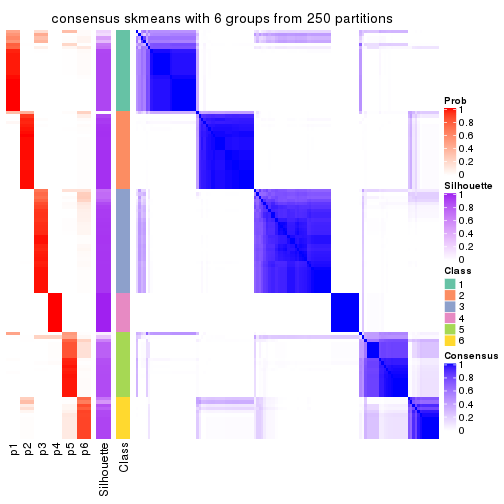 consensus skmeans with 6 groups from 250 partitions
Prob
1
0.8
0.6
0.4
0.2
0
Silhouette
1
0.8
0.6
0.4
0.2
0
Class
1
2
3
4
5
6
Consensus
1
0.8
0.6
0.4
0.2
0
p1
p2
p3
p4
p5
p6
Silhouette
Class